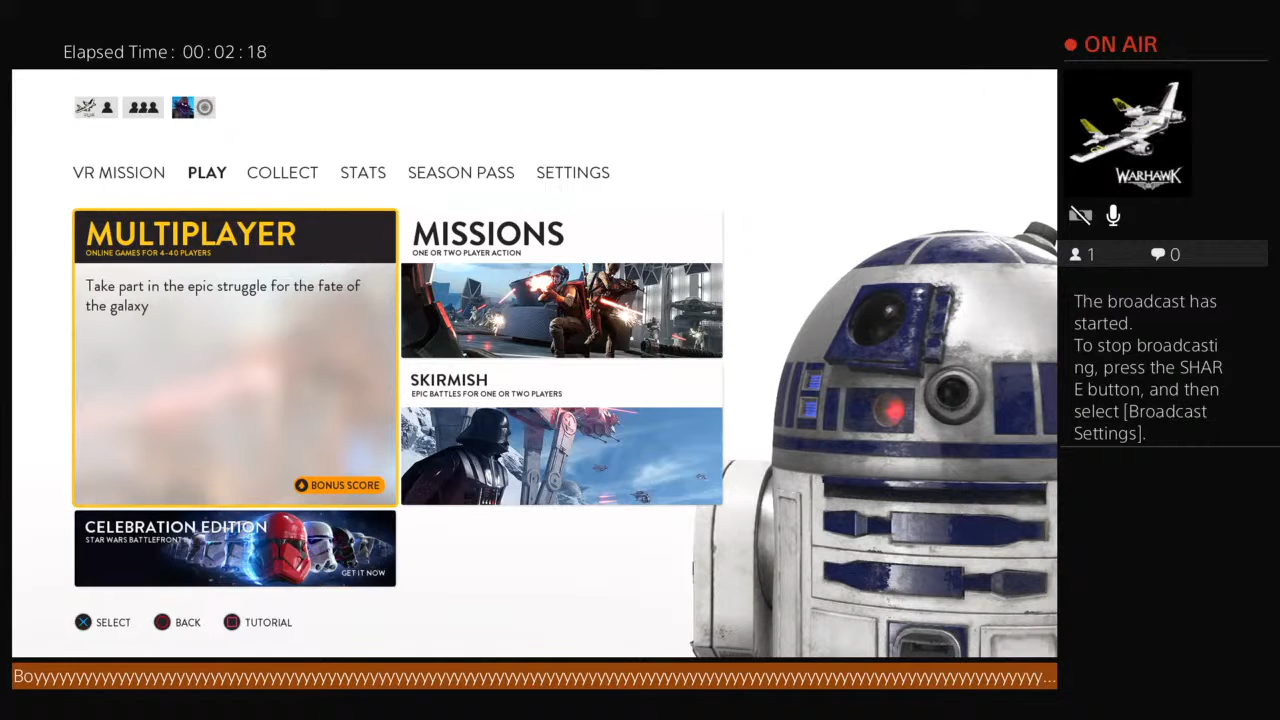 Elapsed Time: 00:02:18
ON AIR
WARHAWK
1
0
The broadcast has
started.
To stop broadcasti
ng, press the SHAR
E button, and then
select [Broadcast
Settings].
VR MISSION
PLAY
COLLECT
STATS
SEASON PASS
SETTINGS
MULTIPLAYER
ONLINE GAMES FOR 4-40 PLAYERS
Take part in the epic struggle for the fate of
the galaxy
BONUS SCORE
MISSIONS
ONE OR TWO PLAYER ACTION
SKIRMISH
EPIC BATTLES FOR ONE OR TWO PLAYERS
CELEBRATION EDITION
STAR WARS BATTLEFRONT II
GET IT NOW
SELECT
BACK
TUTORIAL
Boyyyyyyyyyyyyyyyyyyyyyyyyyyyyyyyyyyyyyyyyyyyyyyyyyyyyyyyyyyyyyyyyyyyyyyyyyyyyyyyyyyyyyyyyyyyyyyyyyyyyyy...